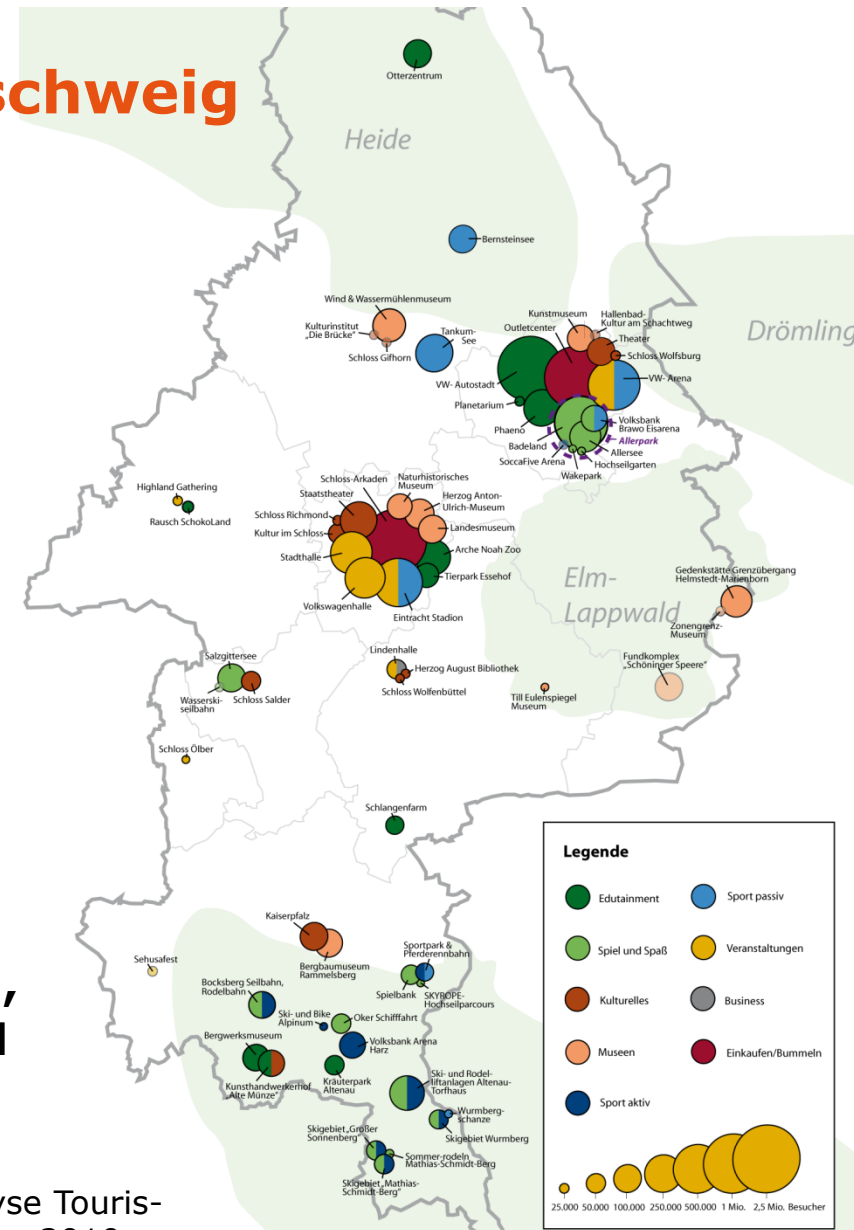 schweig
Otterzentrum
Heide
Bernsteinsee
Wind & Wassermühlenmuseum
Kulturinstitut
„Die Brücke"
Schloss Gifhorn
Tankum-
See
Kunstmuseum
Outletcenter
Hallenbad-
Kultur am Schachtweg
Theater
Schloss Wolfsburg
VW- Arena
VW- Autostadt
Planetarium
Phaeno
Badeland
SoccaFive Arena
Wakepark
Volksbank
Brawo Eisarena
Allerpark
Allersee
Hochseilgarten
Drömling
Highland Gathering
Rausch SchokoLand
Schloss-Arkaden
Staatstheater
Naturhistorisches
Museum
Herzog Anton-
Ulrich-Museum
Schloss Richmond
Kultur im Schloss
Landesmuseum
Stadthalle
Arche Noah Zoo
Tierpark Essehof
Volkswagenhalle
Eintracht Stadion
Elm-
Lappwald
Gedenkstätte Grenzübergang
Helmstedt-Marienborn
Zonengrenz-
Museum
Fundkomplex
„Schöninger Speere"
Till Eulenspiegel
Museum
Salzgittersee
Wasserski-
seilbahn
Schloss Salder
Lindenhalle
Herzog August Bibliothek
Schloss Wolfenbüttel
Schloss Ölber
Schlangenfarm
Kaiserpfalz
Bergbaumuseum
Rammelsberg
Sehusafest
Sportpark &
Pferderennbahn
Spielbank
SKYROPE-
Hochseilparcours
Bocksberg Seilbahn,
Rodelbahn
Ski- und Bike
Alpinum
Oker Schifffahrt
Volksbank Arena
Harz
Bergwerksmuseum
Kunsthandwerkerhof
„Alte Münze"
Kräuterpark
Altenau
Ski- und Rodel-
liftanlagen Altenau-
Torfhaus
Wurmberg-
schanze
Skigebiet Wurmberg
Skigebiet „Großer
Sonnenberg"
Sommer-rodeln
Mathias-Schmidt-Berg
Skigebiet „Mathias-
Schmidt-Berg"
Legende
Edutainment
Sport passiv
Spiel und Spaß
Veranstaltungen
Kulturelles
Business
Museen
Einkaufen/Bummeln
Sport aktiv
25.000 50.000 100.000 250.000 500.000 1 Mio. 2,5 Mio. Besucher
,
yse Touris-